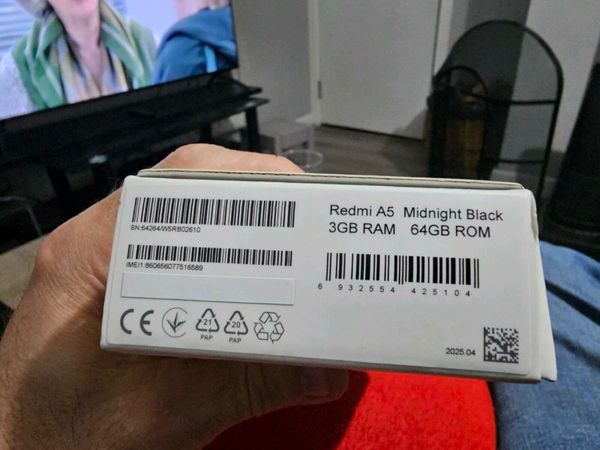 SN:64264/W5RB02610
IMEI1:860656077516589
Redmi A5 Midnight Black
3GB RAM 64GB ROM
6 932554 425104
CE
21
PAP
20
PAP
2025.04